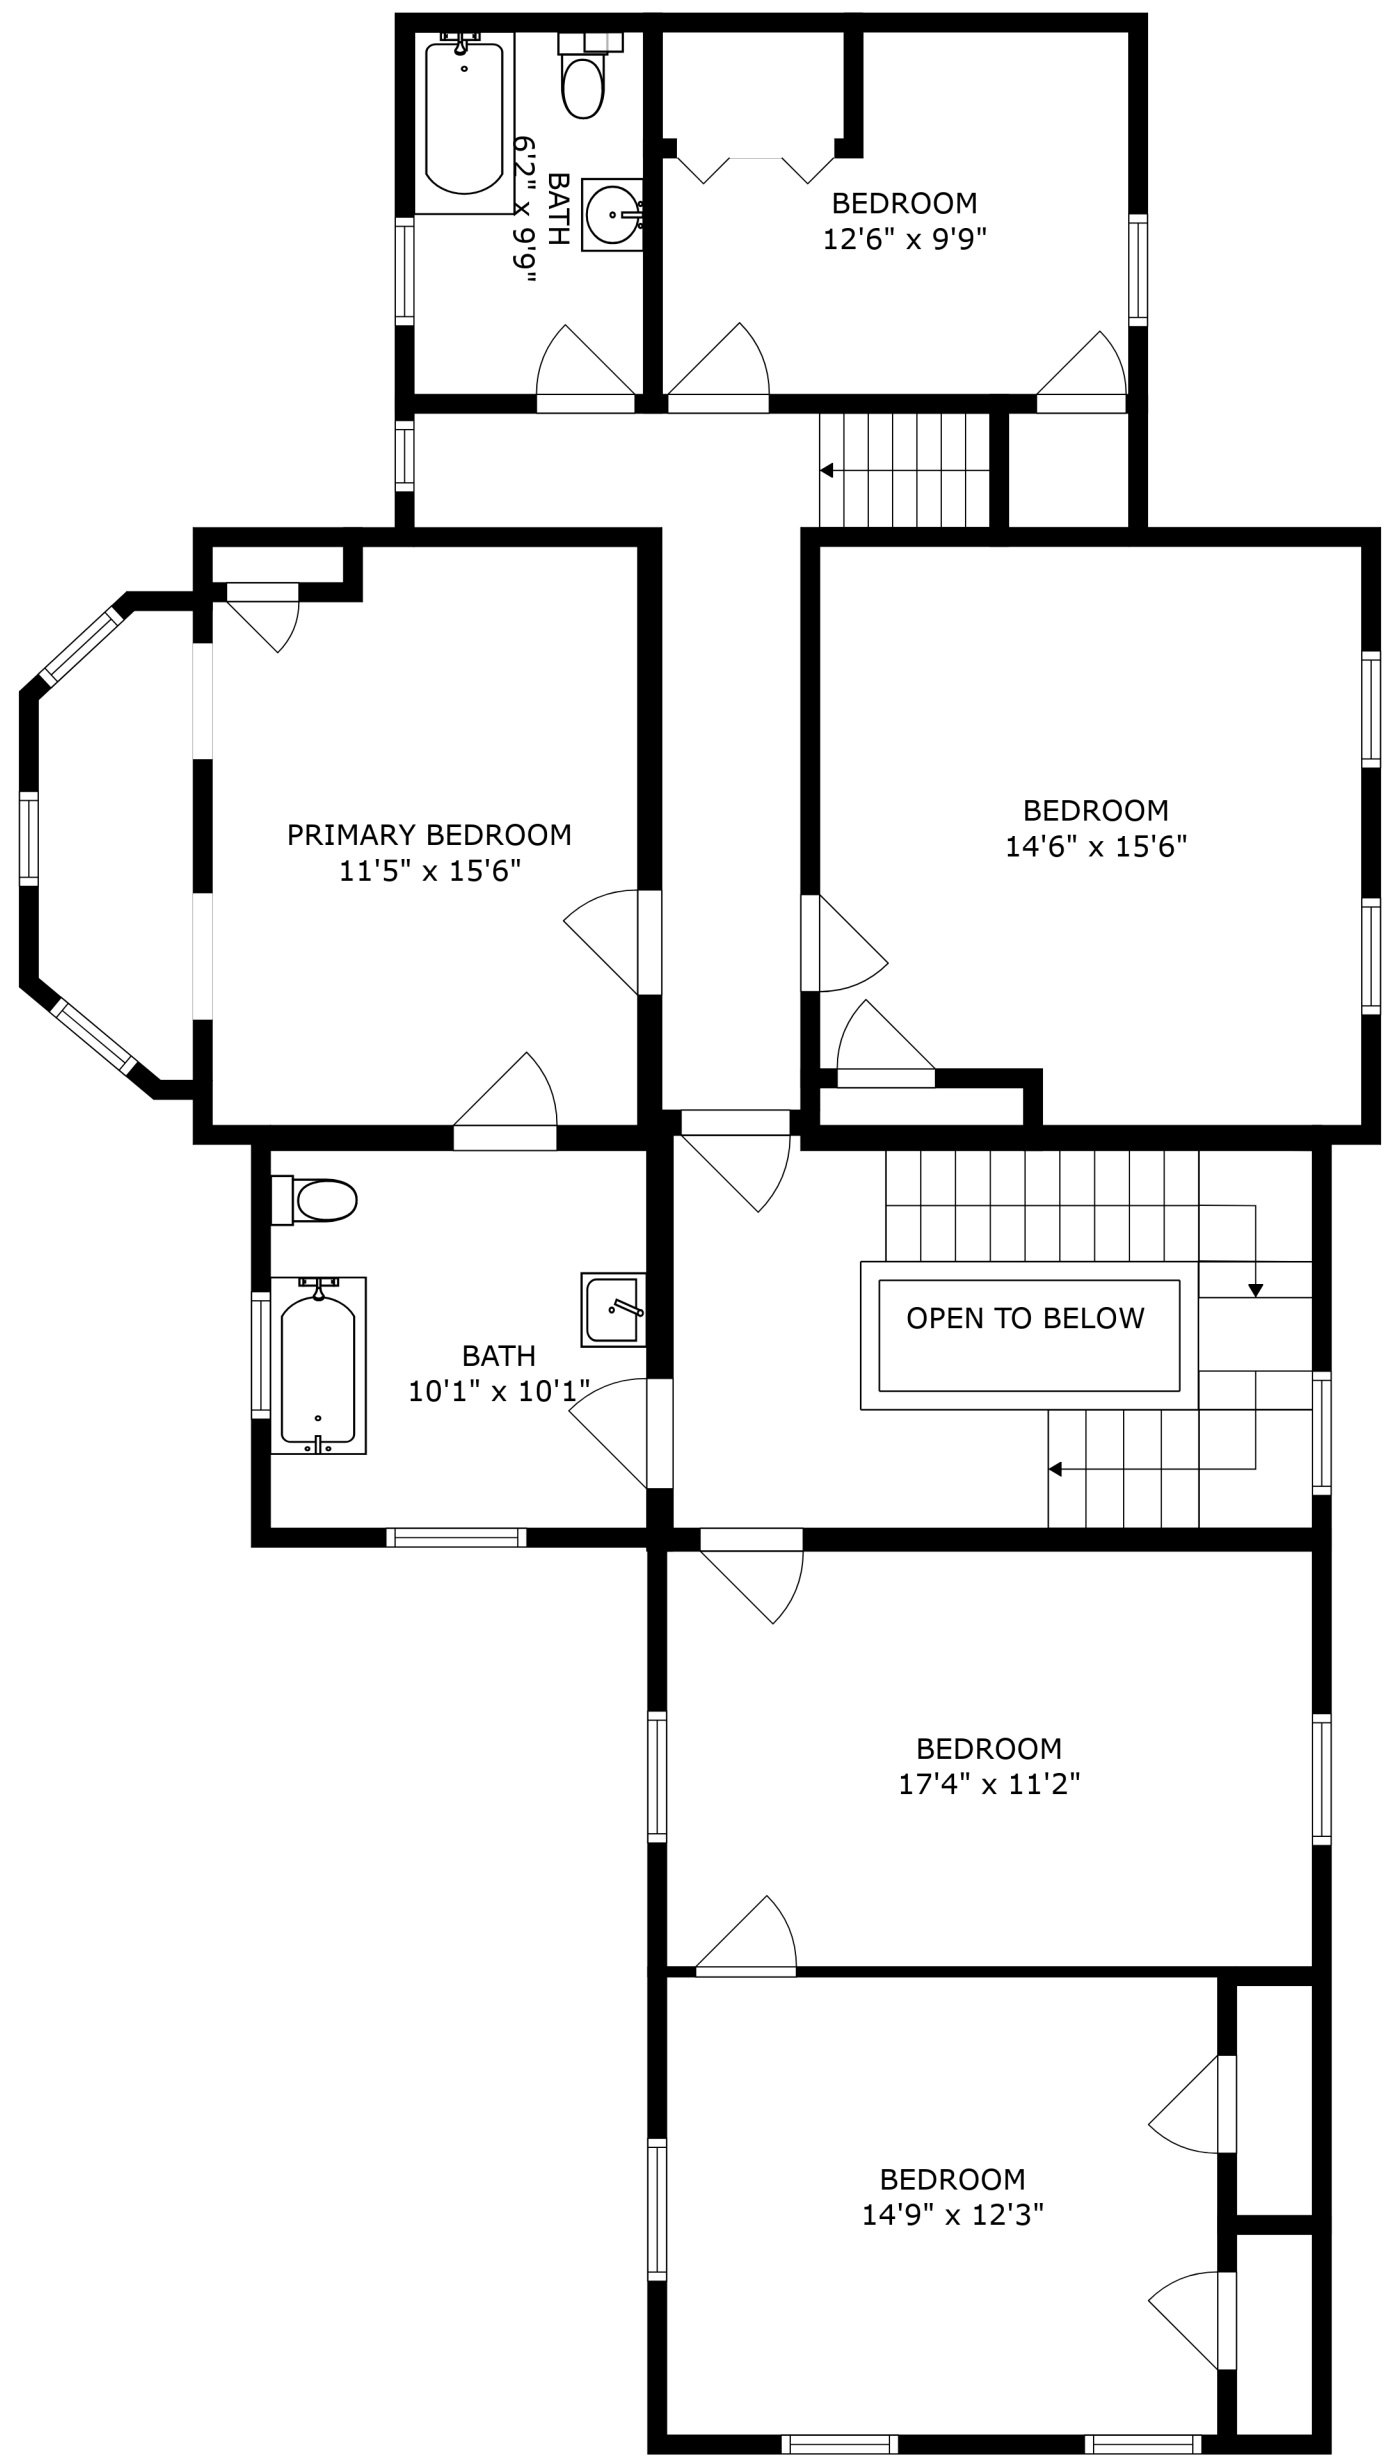 BATH
6'2" x 9'9"
BEDROOM
12'6" x 9'9"
PRIMARY BEDROOM
11'5" x 15'6"
BEDROOM
14'6" x 15'6"
OPEN TO BELOW
BATH
10'1" x 10'1"
BEDROOM
17'4" x 11'2"
BEDROOM
14'9" x 12'3"